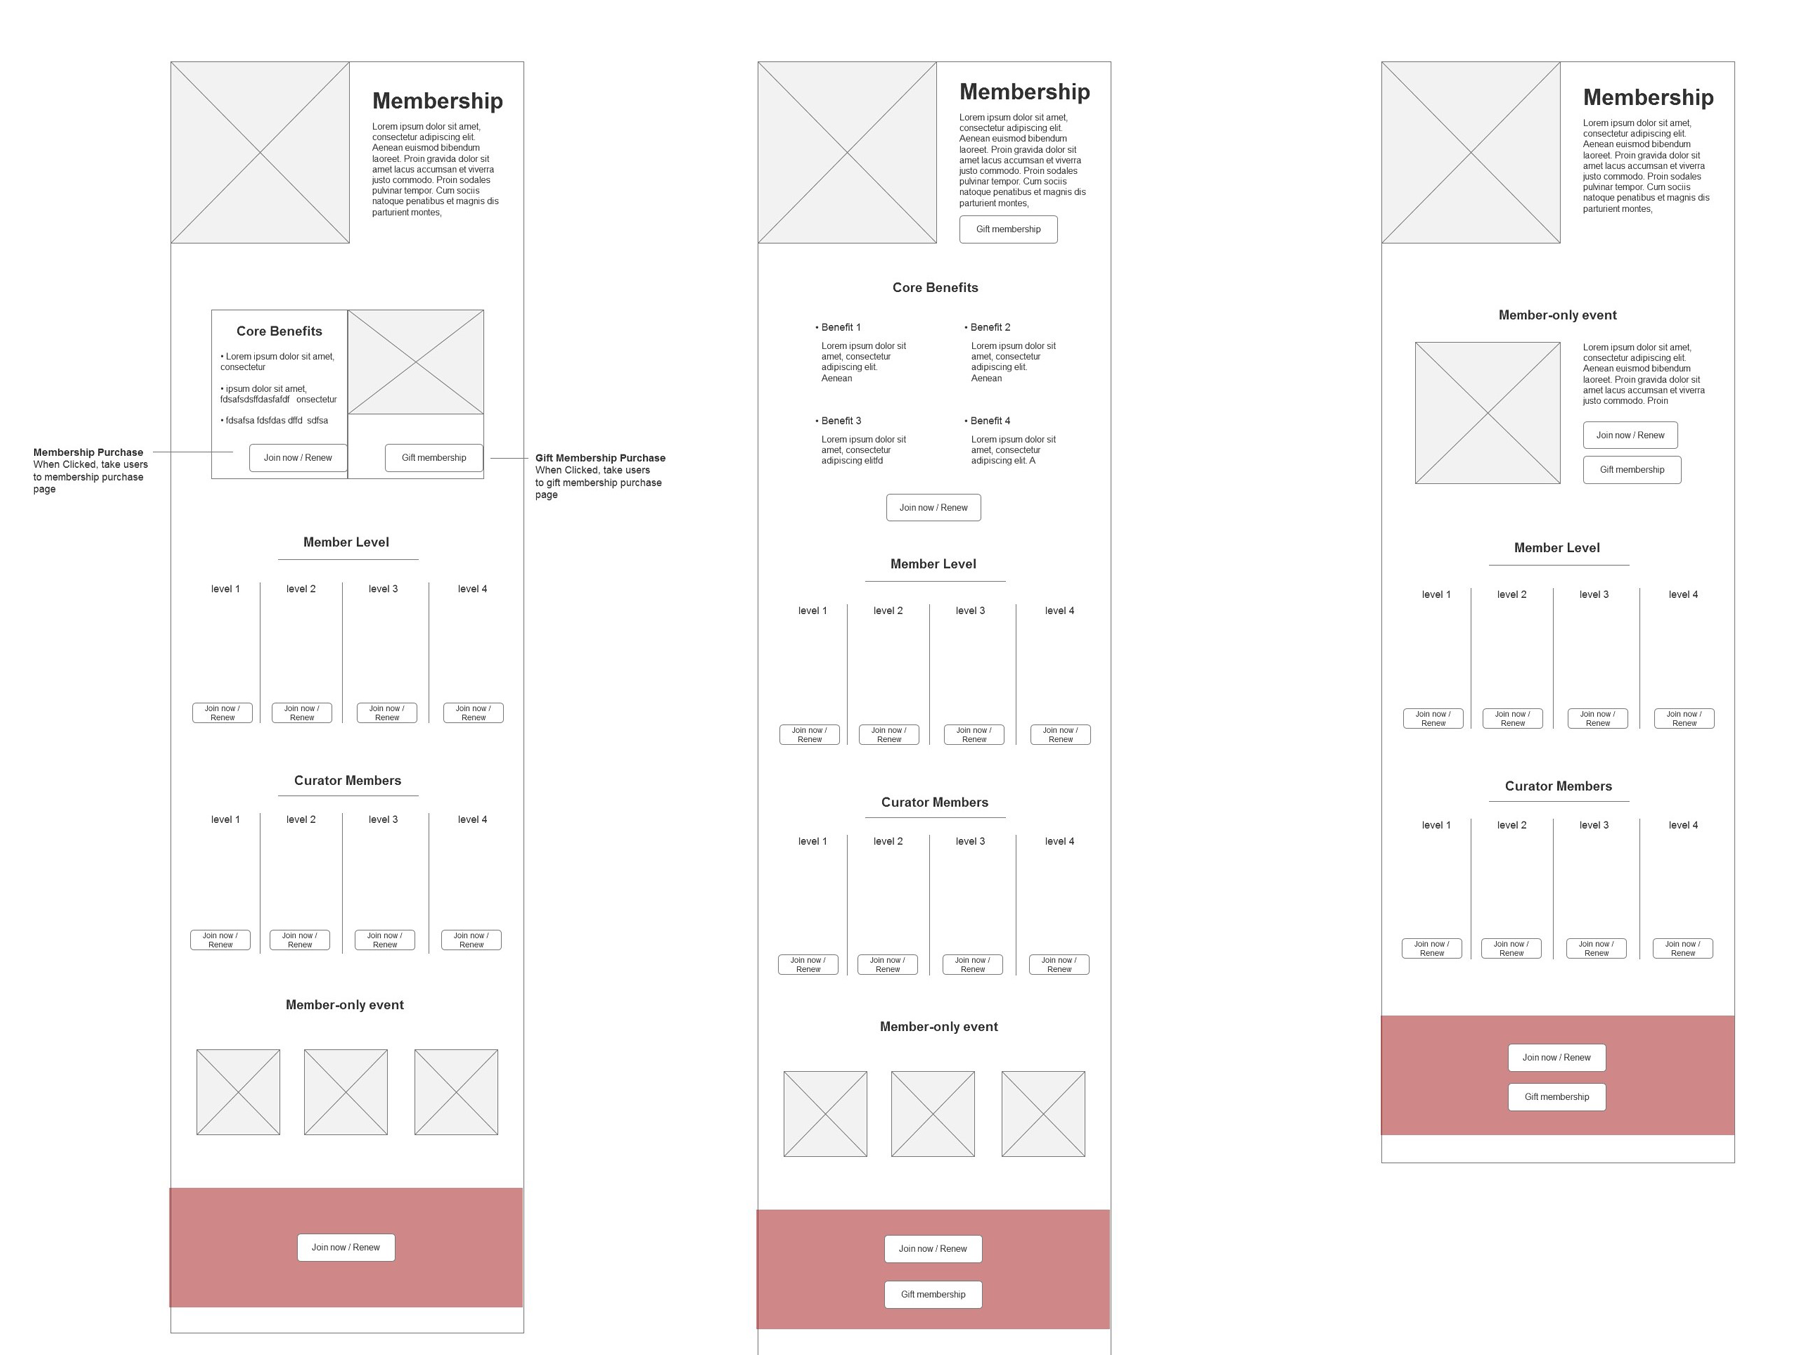 Membership
Lorem ipsum dolor sit amet,
consectetur adipiscing elit.
Aenean euismod bibendum
laoreet. Proin gravida dolor sit
amet lacus accumsan et viverra
justo commodo. Proin sodales
pulvinar tempor. Cum sociis
natoque penatibus et magnis dis
parturient montes,
Core Benefits
• Lorem ipsum dolor sit amet,
consectetur
• ipsum dolor sit amet,
fdsafsdsffdasfafdf onsectetur
• fdsafsa fdsfdas dffd sdfsa
Join now / Renew
Gift membership
Membership Purchase
When Clicked, take users
to membership purchase
page
Gift Membership Purchase
When Clicked, take users
to gift membership purchase
page
Member Level
level 1
level 2
level 3
level 4
Join now /
Renew
Join now /
Renew
Join now /
Renew
Join now /
Renew
Curator Members
level 1
level 2
level 3
level 4
Join now /
Renew
Join now /
Renew
Join now /
Renew
Join now /
Renew
Member-only event
Join now / Renew
Membership
Lorem ipsum dolor sit amet,
consectetur adipiscing elit.
Aenean euismod bibendum
laoreet. Proin gravida dolor sit
amet lacus accumsan et viverra
justo commodo. Proin sodales
pulvinar tempor. Cum sociis
natoque penatibus et magnis dis
parturient montes,
Gift membership
Core Benefits
• Benefit 1
Lorem ipsum dolor sit
amet, consectetur
adipiscing elit.
Aenean
• Benefit 2
Lorem ipsum dolor sit
amet, consectetur
adipiscing elit.
Aenean
• Benefit 3
Lorem ipsum dolor sit
amet, consectetur
adipiscing elitfd
• Benefit 4
Lorem ipsum dolor sit
amet, consectetur
adipiscing elit. A
Join now / Renew
Member Level
level 1
level 2
level 3
level 4
Join now /
Renew
Join now /
Renew
Join now /
Renew
Join now /
Renew
Curator Members
level 1
level 2
level 3
level 4
Join now /
Renew
Join now /
Renew
Join now /
Renew
Join now /
Renew
Member-only event
Join now / Renew
Gift membership
Membership
Lorem ipsum dolor sit amet,
consectetur adipiscing elit.
Aenean euismod bibendum
laoreet. Proin gravida dolor sit
amet lacus accumsan et viverra
justo commodo. Proin sodales
pulvinar tempor. Cum sociis
natoque penatibus et magnis dis
parturient montes,
Member-only event
Lorem ipsum dolor sit amet,
consectetur adipiscing elit.
Aenean euismod bibendum
laoreet. Proin gravida dolor sit
amet lacus accumsan et viverra
justo commodo. Proin
Join now / Renew
Gift membership
Member Level
level 1
level 2
level 3
level 4
Join now /
Renew
Join now /
Renew
Join now /
Renew
Join now /
Renew
Curator Members
level 1
level 2
level 3
level 4
Join now /
Renew
Join now /
Renew
Join now /
Renew
Join now /
Renew
Join now / Renew
Gift membership